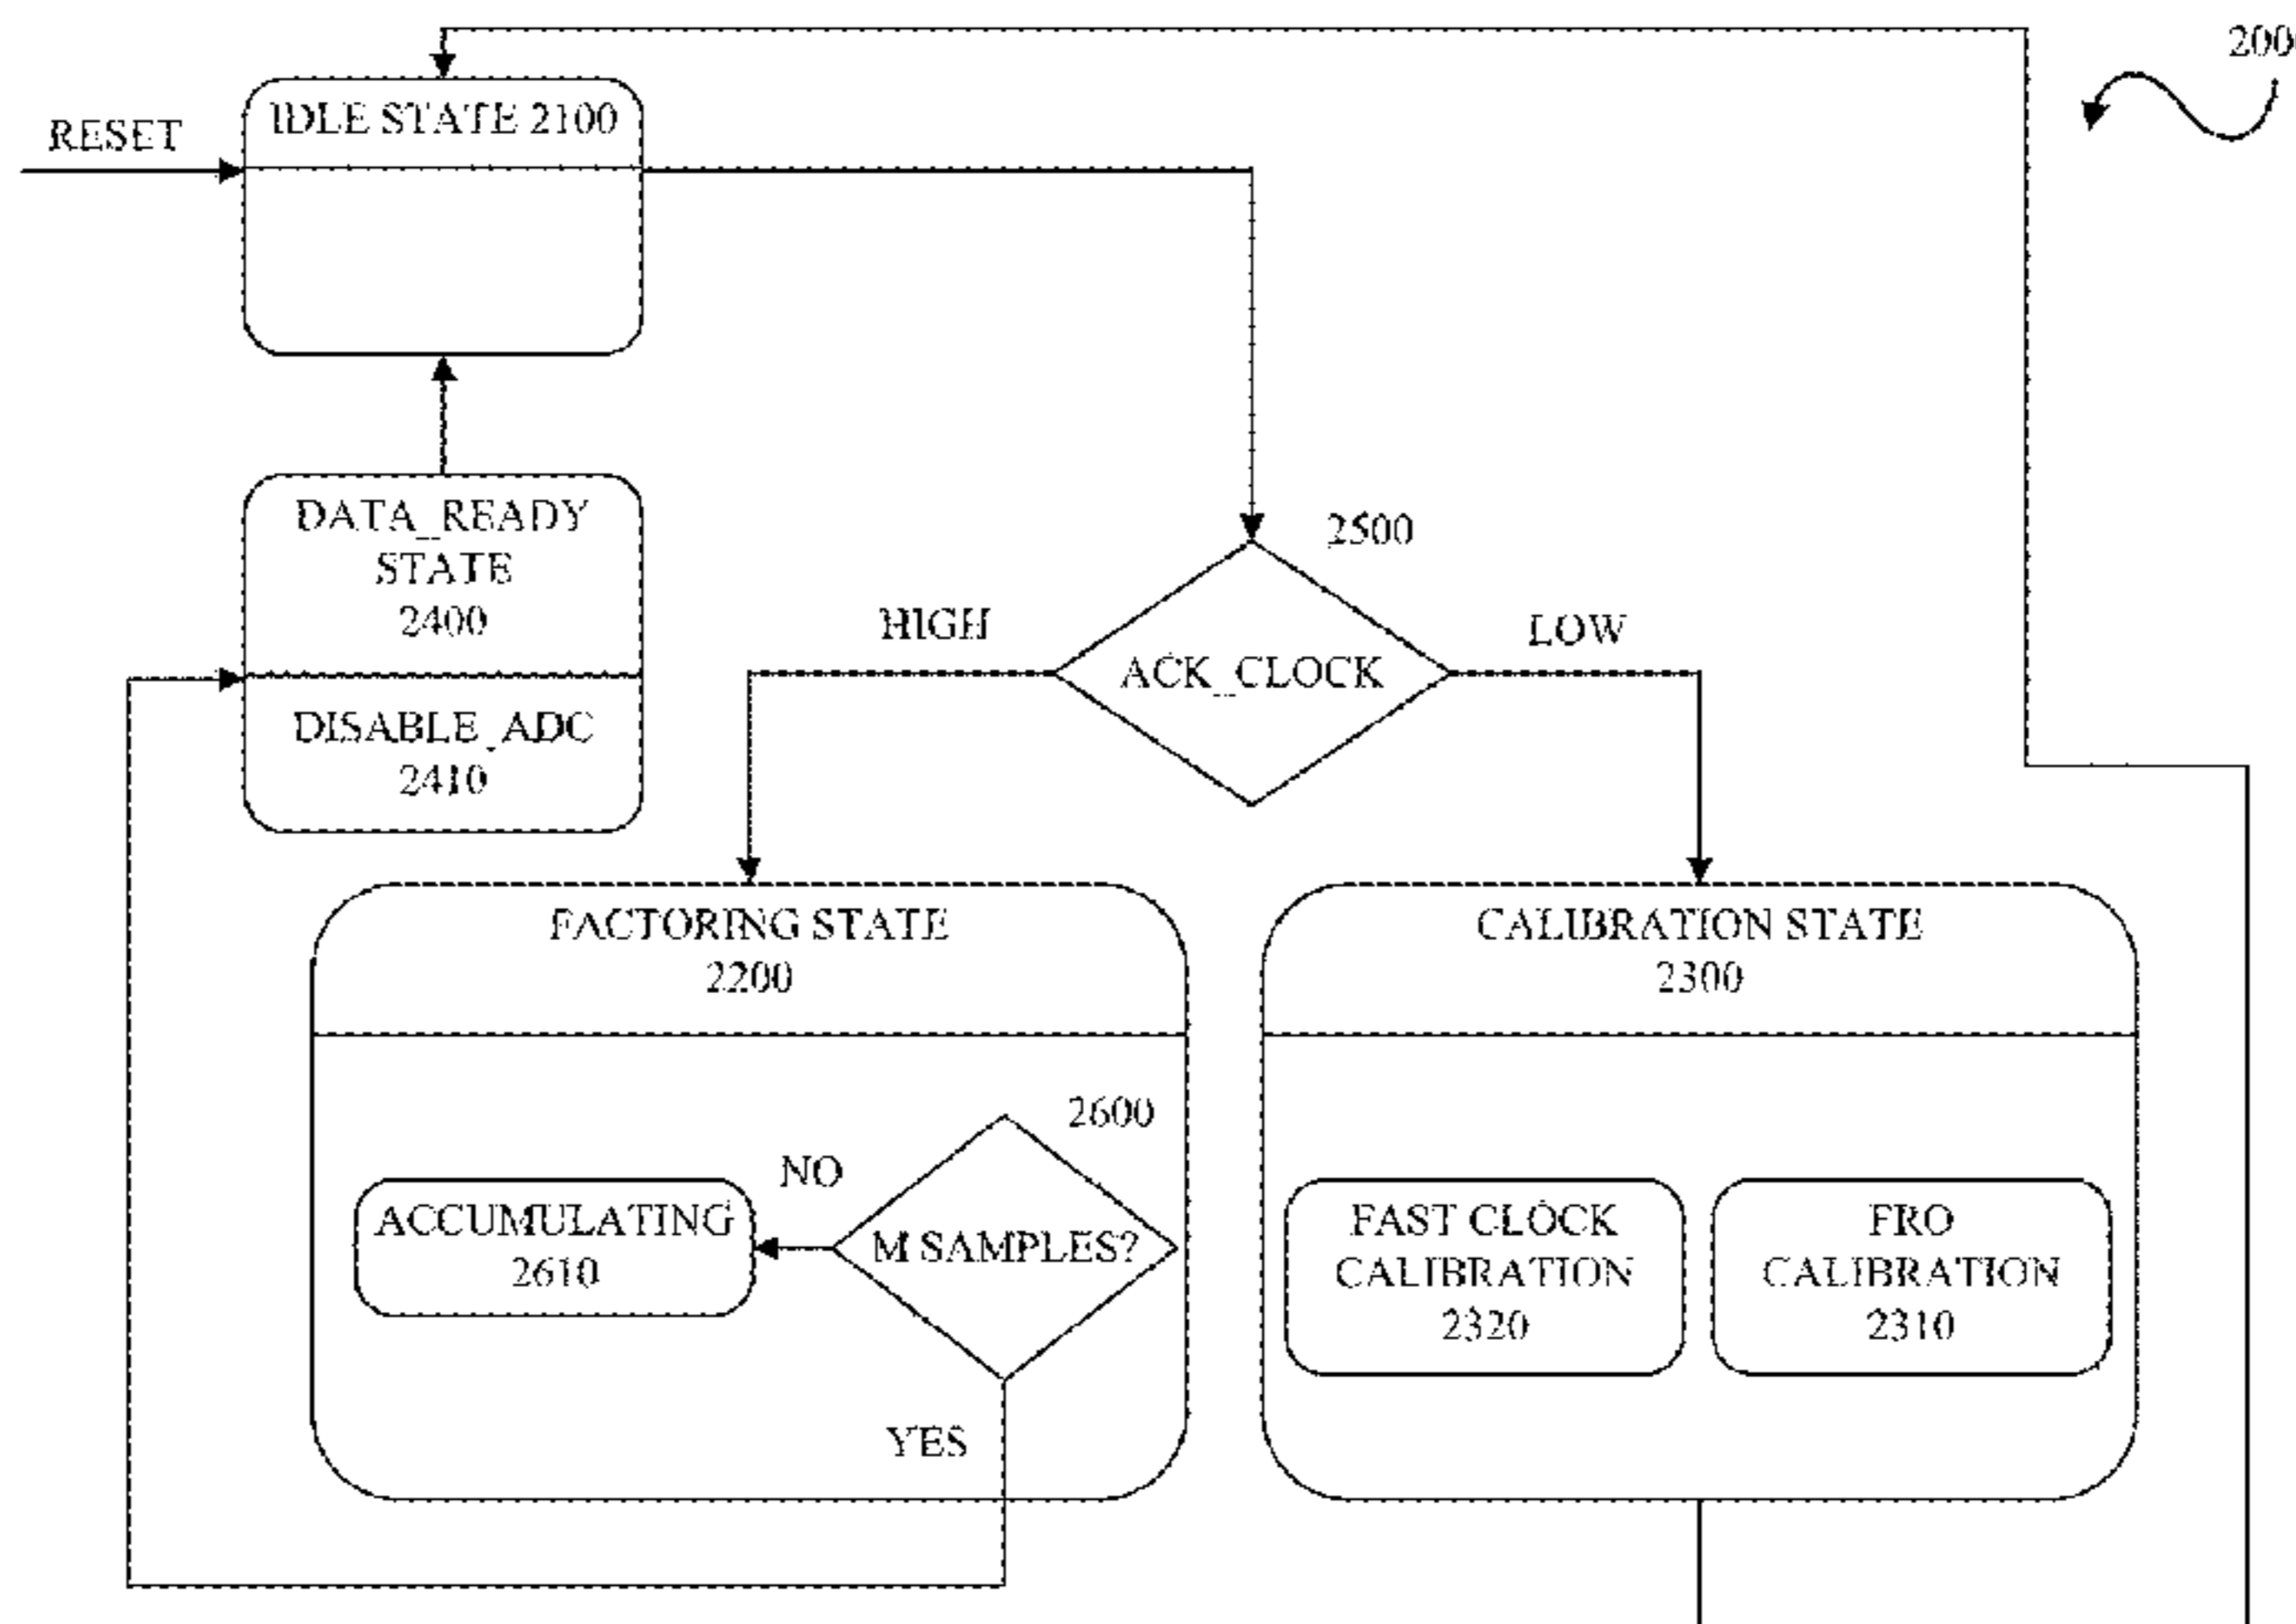 200
RESET
IDLE STATE 2100
DATA_READY
STATE
2400
DISABLE_ADC
2410
2500
HIGH
LOW
ACK_CLOCK
FACTORING STATE
2200
2600
NO
ACCUMULATING
2610
M SAMPLES?
YES
CALIBRATION STATE
2300
FAST CLOCK
CALIBRATION
2320
FRO
CALIBRATION
2310